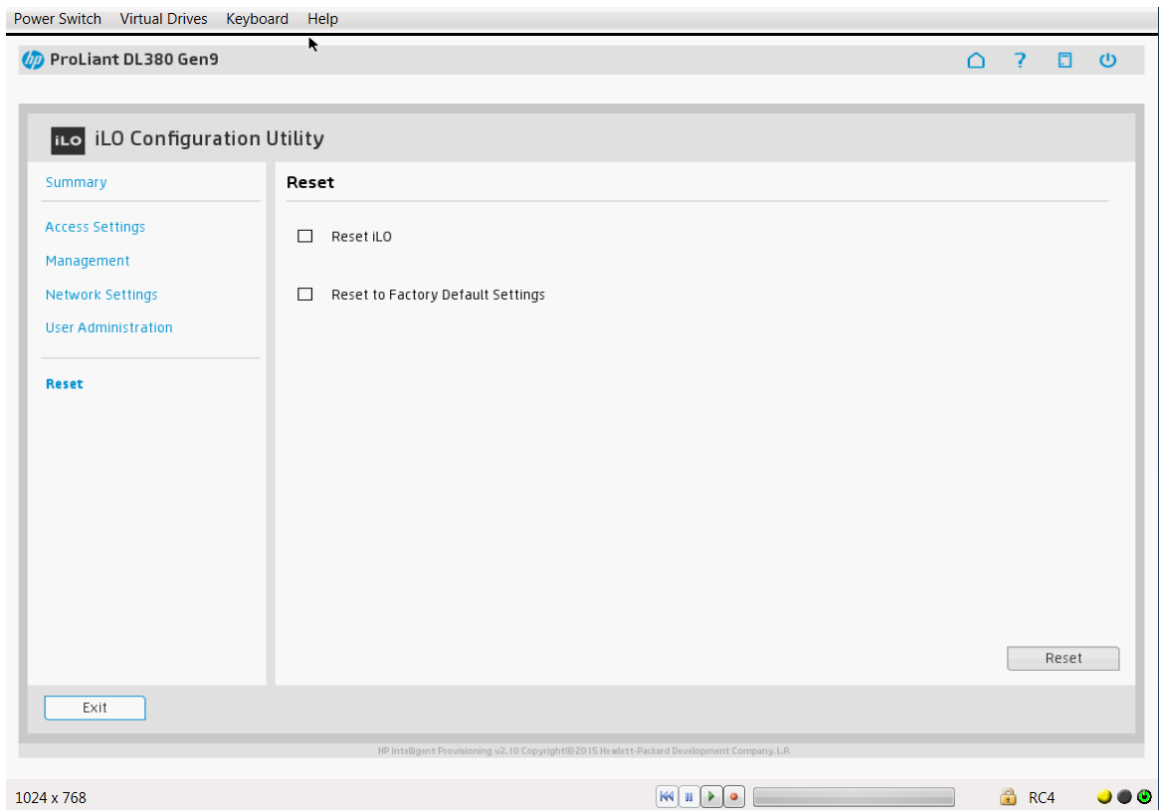 Power Switch Virtual Drives Keyboard Help
hp ProLiant DL380 Gen9
?
iLO iLO Configuration Utility
Summary
Access Settings
Management
Network Settings
User Administration
Reset
Reset
Reset iLO
Reset to Factory Default Settings
Reset
Exit
HP Intelligent Provisioning v2.10 Copyright©2015 Hewlett-Packard Development Company, L.P.
1024 x 768
RC4